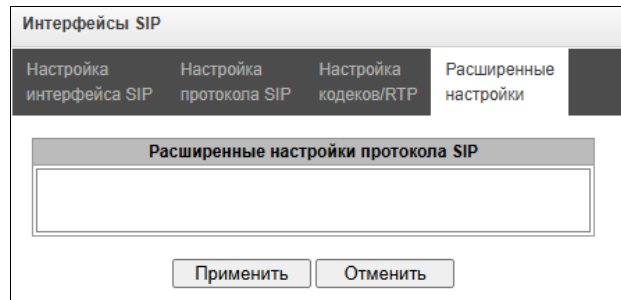 Интерфейсы SIP
Настройка интерфейса SIP
Настройка протокола SIP
Настройка кодеков/RTP
Расширенные настройки
Расширенные настройки протокола SIP
Применить
Отменить